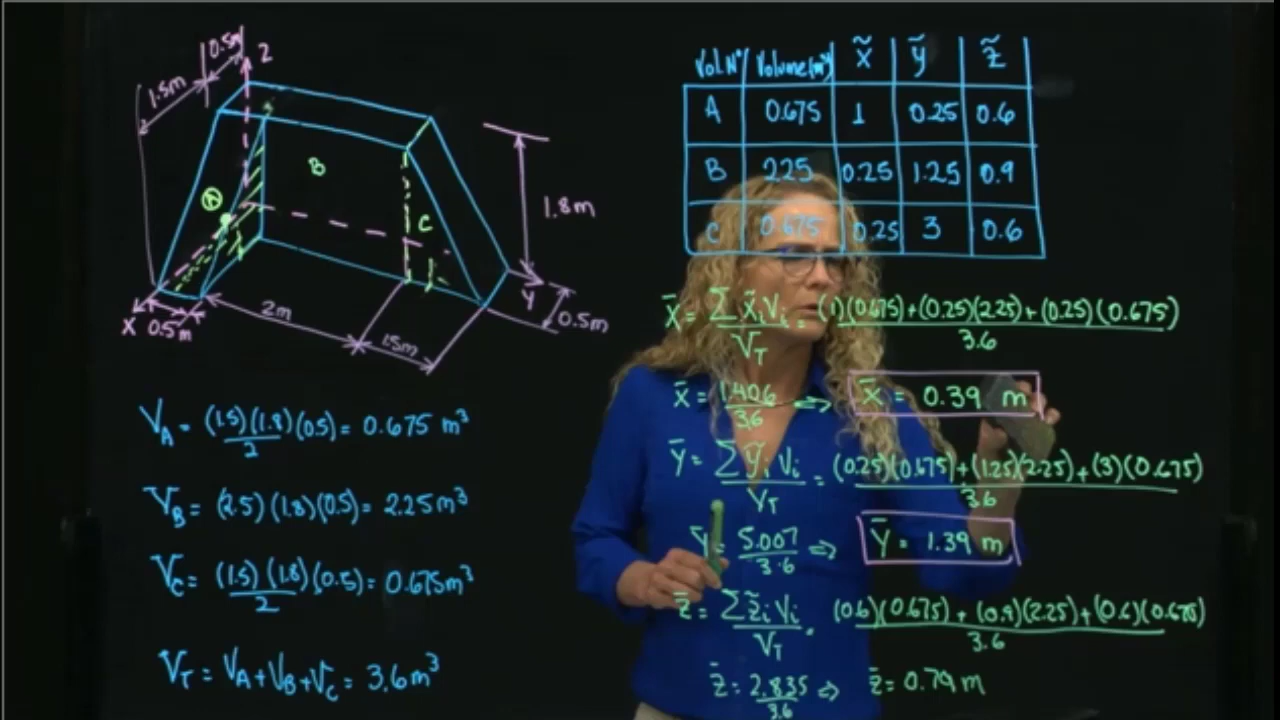 0.5m
Z
1.5m
A
B
C
1.8m
X
0.5m
2m
1.5m
Y
0.5m
V_A = (1.5)(1.8)/2 (0.5) = 0.675 m³
V_B = (2.5)(1.8)(0.5) = 2.25 m³
V_C = (1.5)(1.8)/2 (0.5) = 0.675 m³
V_T = V_A + V_B + V_C = 3.6 m³
Vol. N° Volume (m³) x̃ ỹ z̃
A 0.675 1 0.25 0.6
B 2.25 0.25 1.25 0.9
C 0.675 0.25 3 0.6
X̄ = Σ x̃ᵢVᵢ / V_T = (1)(0.675) + (0.25)(2.25) + (0.25)(0.675) / 3.6
X̄ = 1.406 / 3.6 ⇒ X̄ = 0.39 m
Ȳ = Σ ỹᵢVᵢ / V_T = (0.25)(0.675) + (1.25)(2.25) + (3)(0.675) / 3.6
Ȳ = 5.007 / 3.6 ⇒ Ȳ = 1.39 m
z̄ = Σ z̃ᵢVᵢ / V_T = (0.6)(0.675) + (0.9)(2.25) + (0.6)(0.675) / 3.6
z̄ = 2.835 / 3.6 ⇒ z̄ = 0.79 m